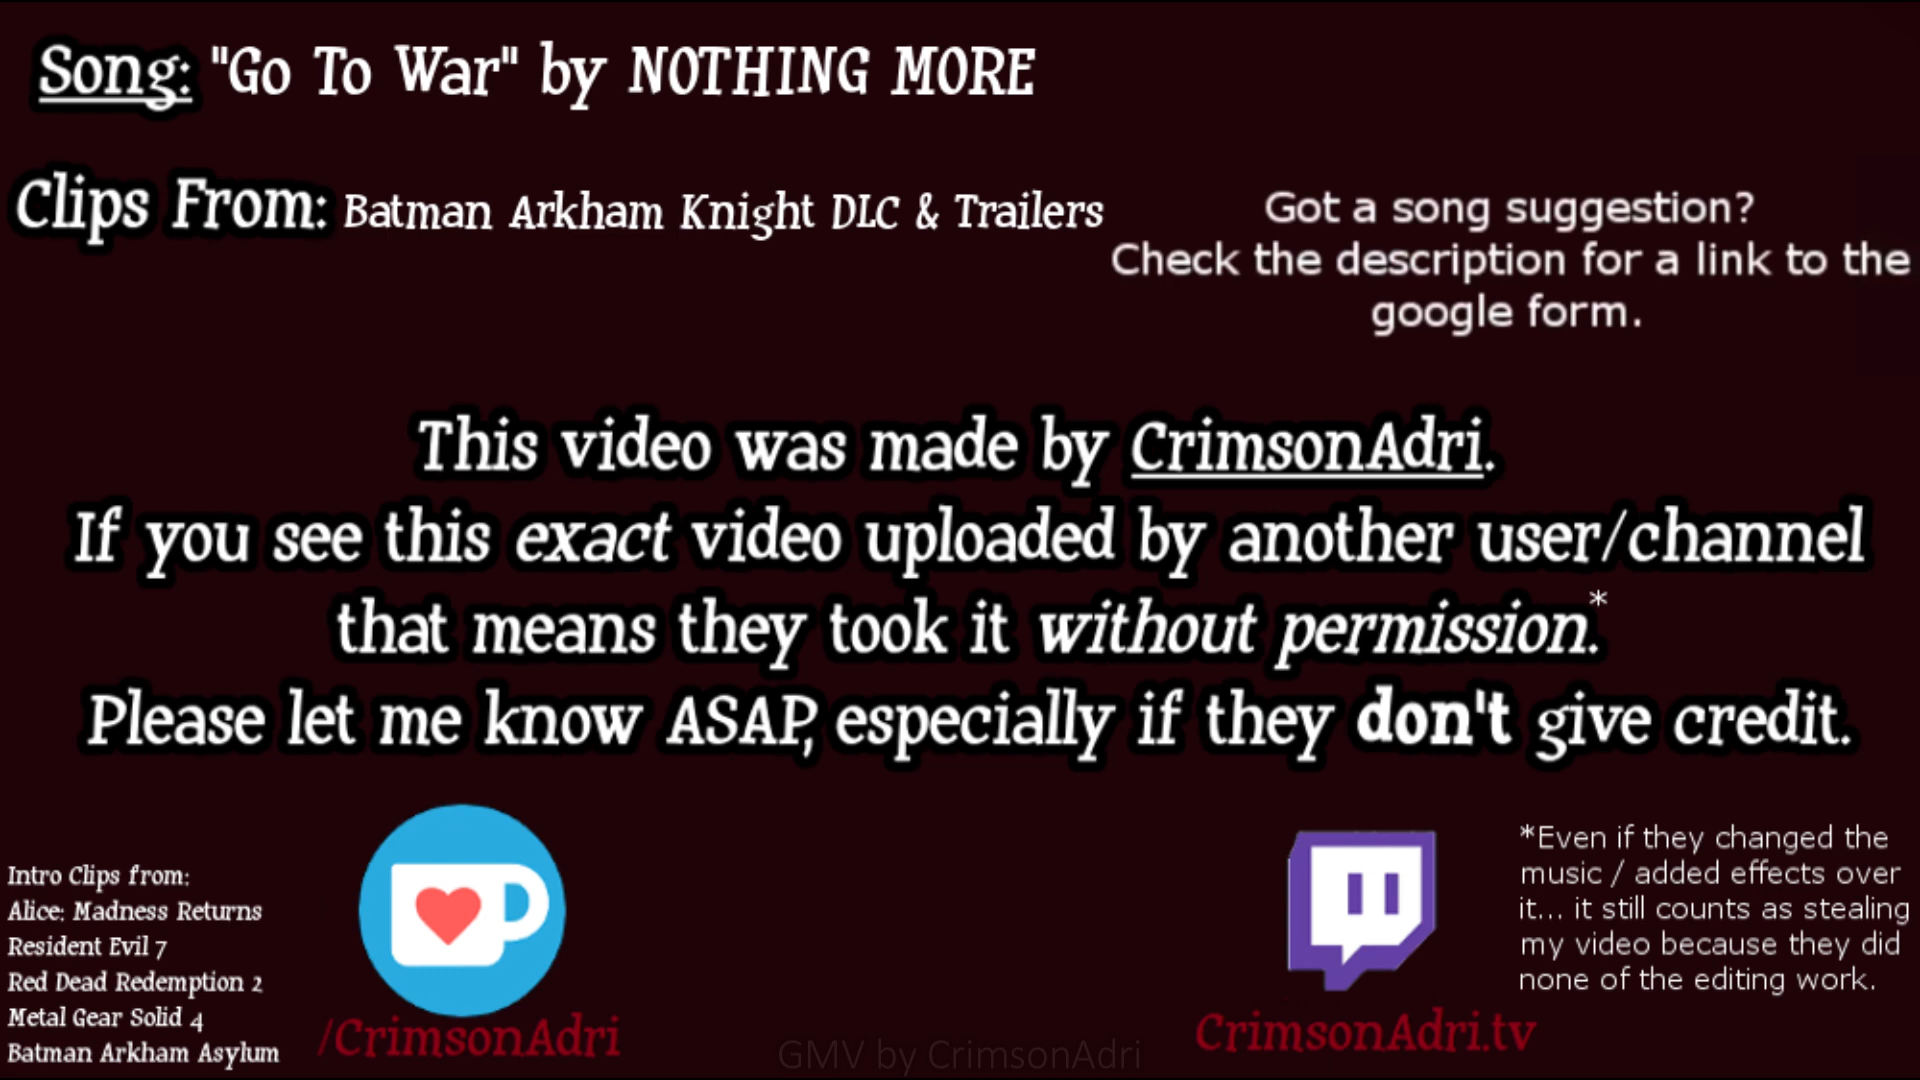 Song: "Go To War" by NOTHING MORE
Clips From: Batman Arkham Knight DLC & Trailers
Got a song suggestion?
Check the description for a link to the
google form.
This video was made by CrimsonAdri.
If you see this exact video uploaded by another user/channel
that means they took it without permission.*
Please let me know ASAP, especially if they don't give credit.
Intro Clips from:
Alice: Madness Returns
Resident Evil 7
Red Dead Redemption 2
Metal Gear Solid 4
Batman Arkham Asylum
/CrimsonAdri
GMV by CrimsonAdri
CrimsonAdri.tv
*Even if they changed the
music / added effects over
it... it still counts as stealing
my video because they did
none of the editing work.